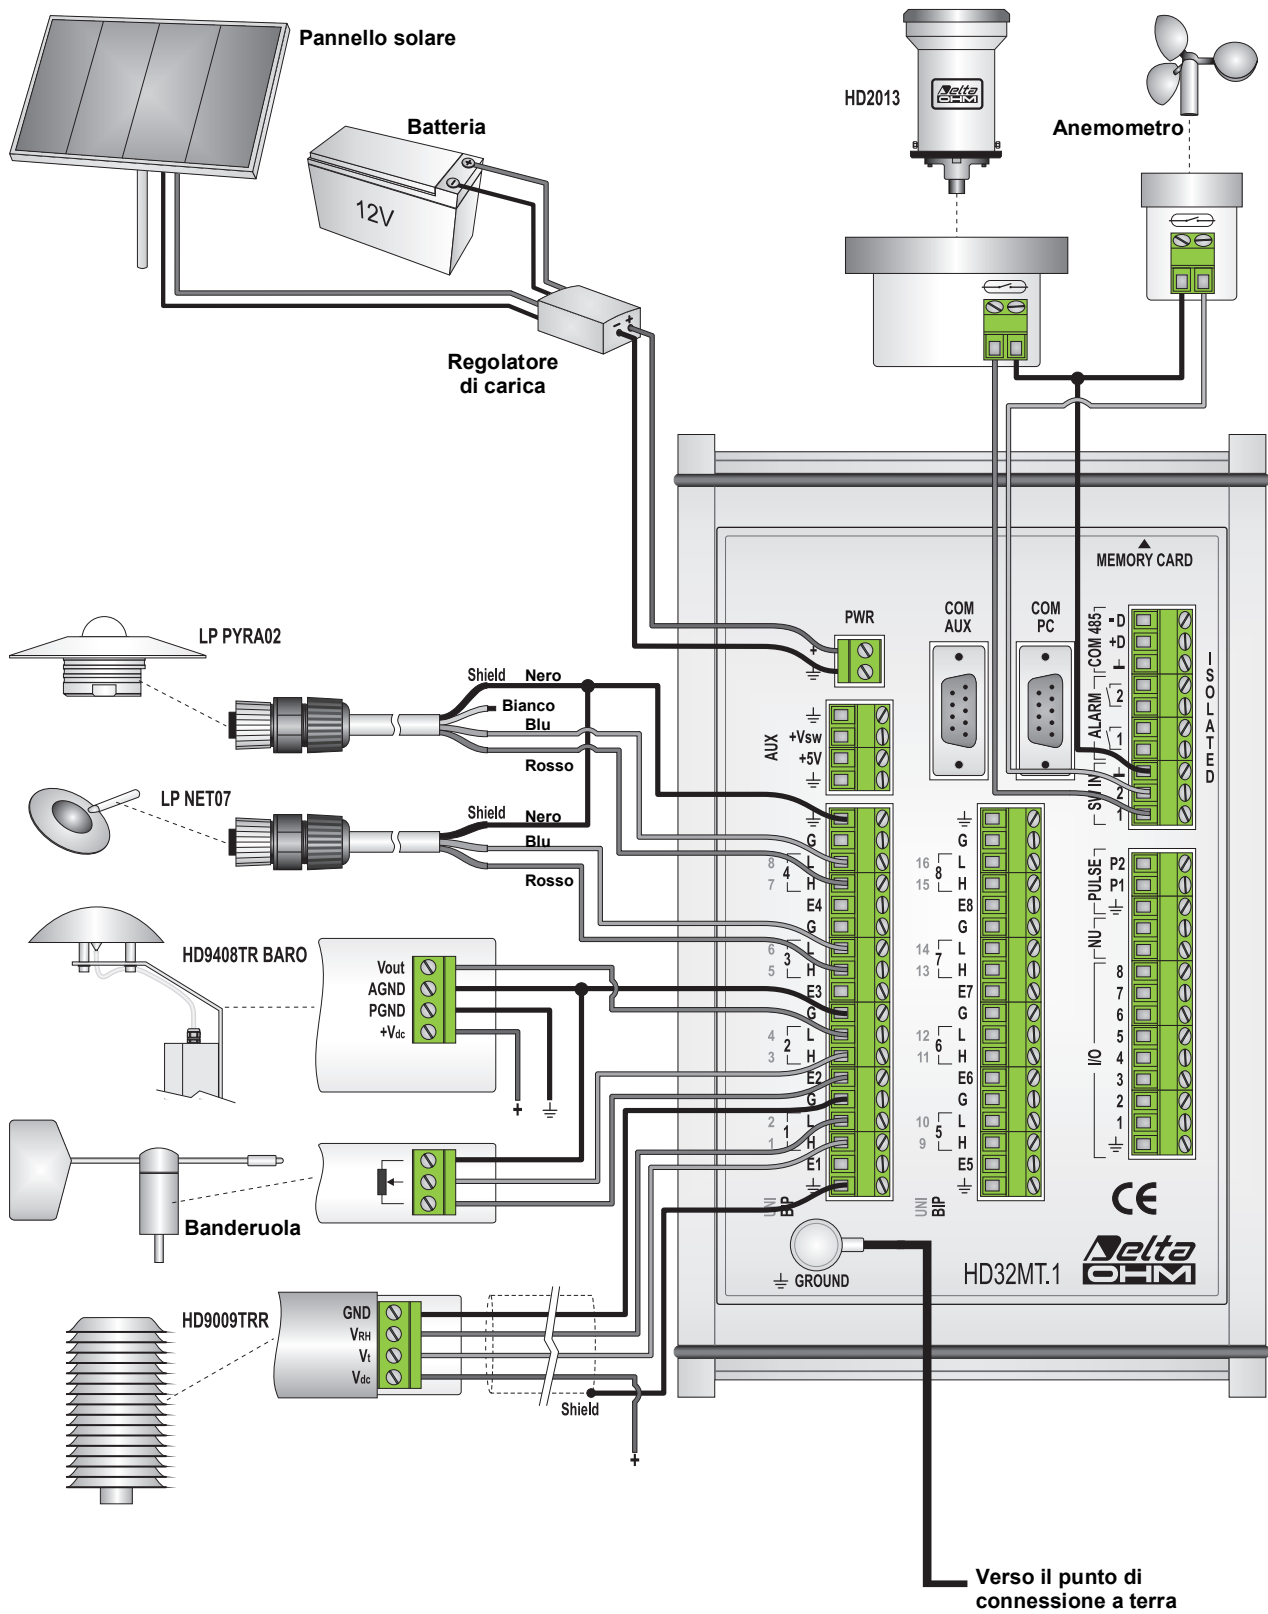 Pannello solare
Batteria
12V
Regolatore
di carica
- +
HD2013
Delta
OHM
Anemometro
LP PYRA02
Shield
Nero
Bianco
Blu
Rosso
LP NET07
Shield
Nero
Blu
Rosso
HD9408TR BARO
Vout
AGND
PGND
+Vdc
+
Banderuola
HD9009TRR
GND
VRH
Vt
Vdc
Shield
+
MEMORY CARD
PWR
+
COM
AUX
COM
PC
AUX
+Vsw
+5V
G
8 L
4
7 H
E4
G
6 L
3
5 H
E3
G
4 L
2
3 H
E2
G
2 L
1
1 H
E1
UNI
BIP
G
16 L
8
15 H
E8
G
14 L
7
13 H
E7
G
12 L
6
11 H
E6
G
10 L
5
9 H
E5
UNI
BIP
COM 485
-D
+D
ALARM
2
1
SW IN
2
1
ISOLATED
PULSE
P2
P1
NU
I/O
8
7
6
5
4
3
2
1
CE
GROUND
HD32MT.1
Delta
OHM
Verso il punto di
connessione a terra